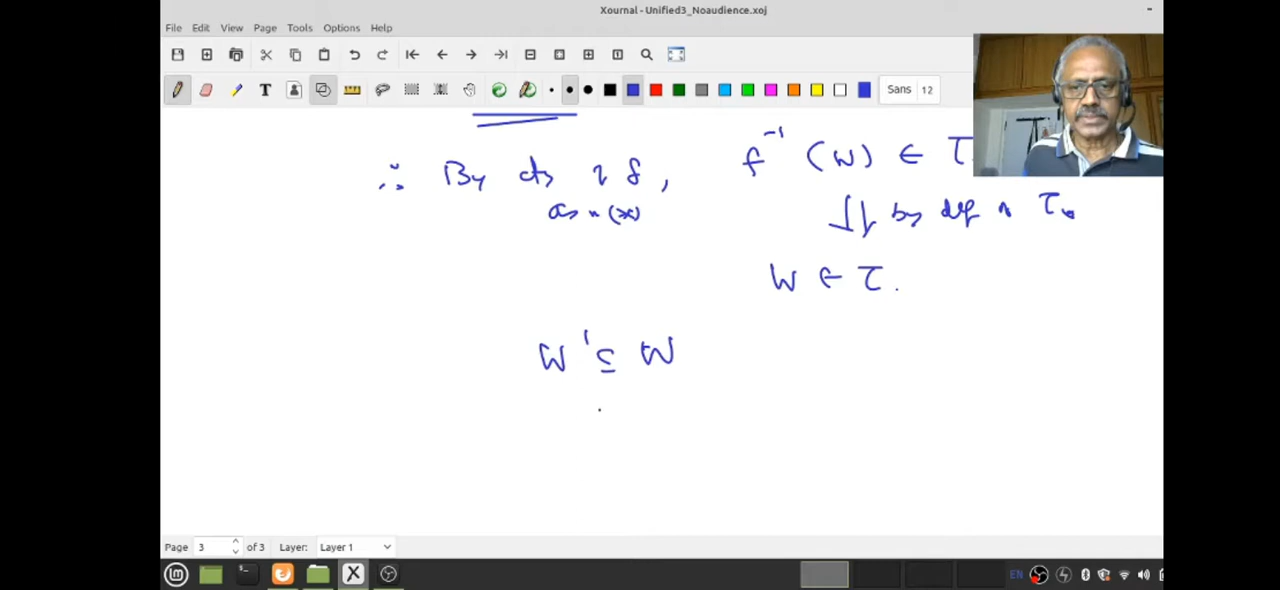 Xournal - Unified3_Noaudience.xoj
File Edit View Page Tools Options Help
Sans 12
∴ By cts of f, f⁻¹(W) ∈ τ
as in (*)
⇓ by def of τ
W ∈ τ.
W' ⊆ W
Page 3 of 3 Layer: Layer 1
EN